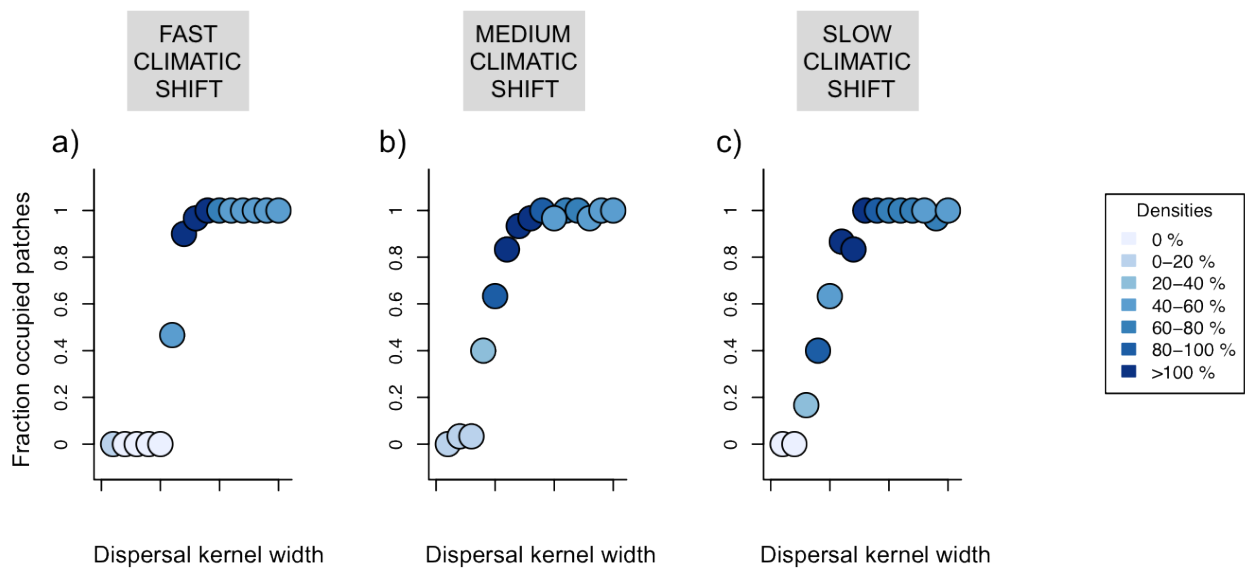 FAST
CLIMATIC
SHIFT
MEDIUM
CLIMATIC
SHIFT
SLOW
CLIMATIC
SHIFT
a)
b)
c)
Fraction occupied patches
1
0.8
0.6
0.4
0.2
0
1
0.8
0.6
0.4
0.2
0
1
0.8
0.6
0.4
0.2
0
Densities
0 %
0–20 %
20–40 %
40–60 %
60–80 %
80–100 %
>100 %
Dispersal kernel width
Dispersal kernel width
Dispersal kernel width